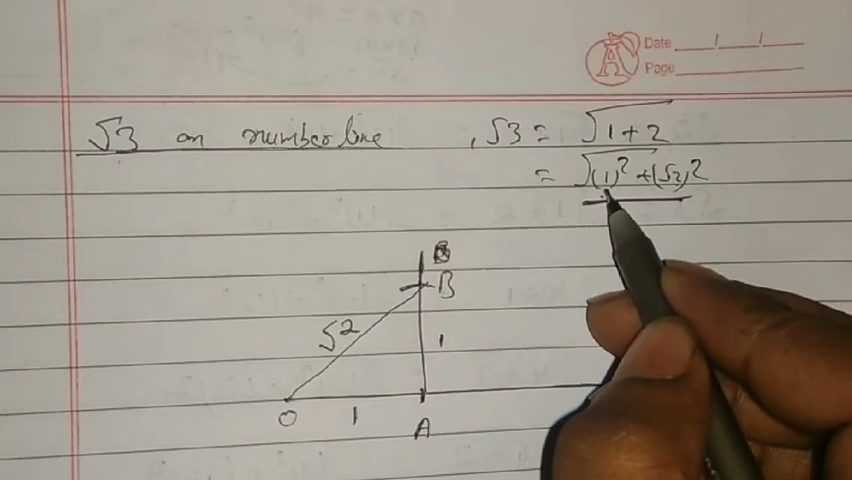 Date
Page
√3 on number line , √3 = √1+2
= √(1)²+(√2)²
B
B
√2
1
O 1
A